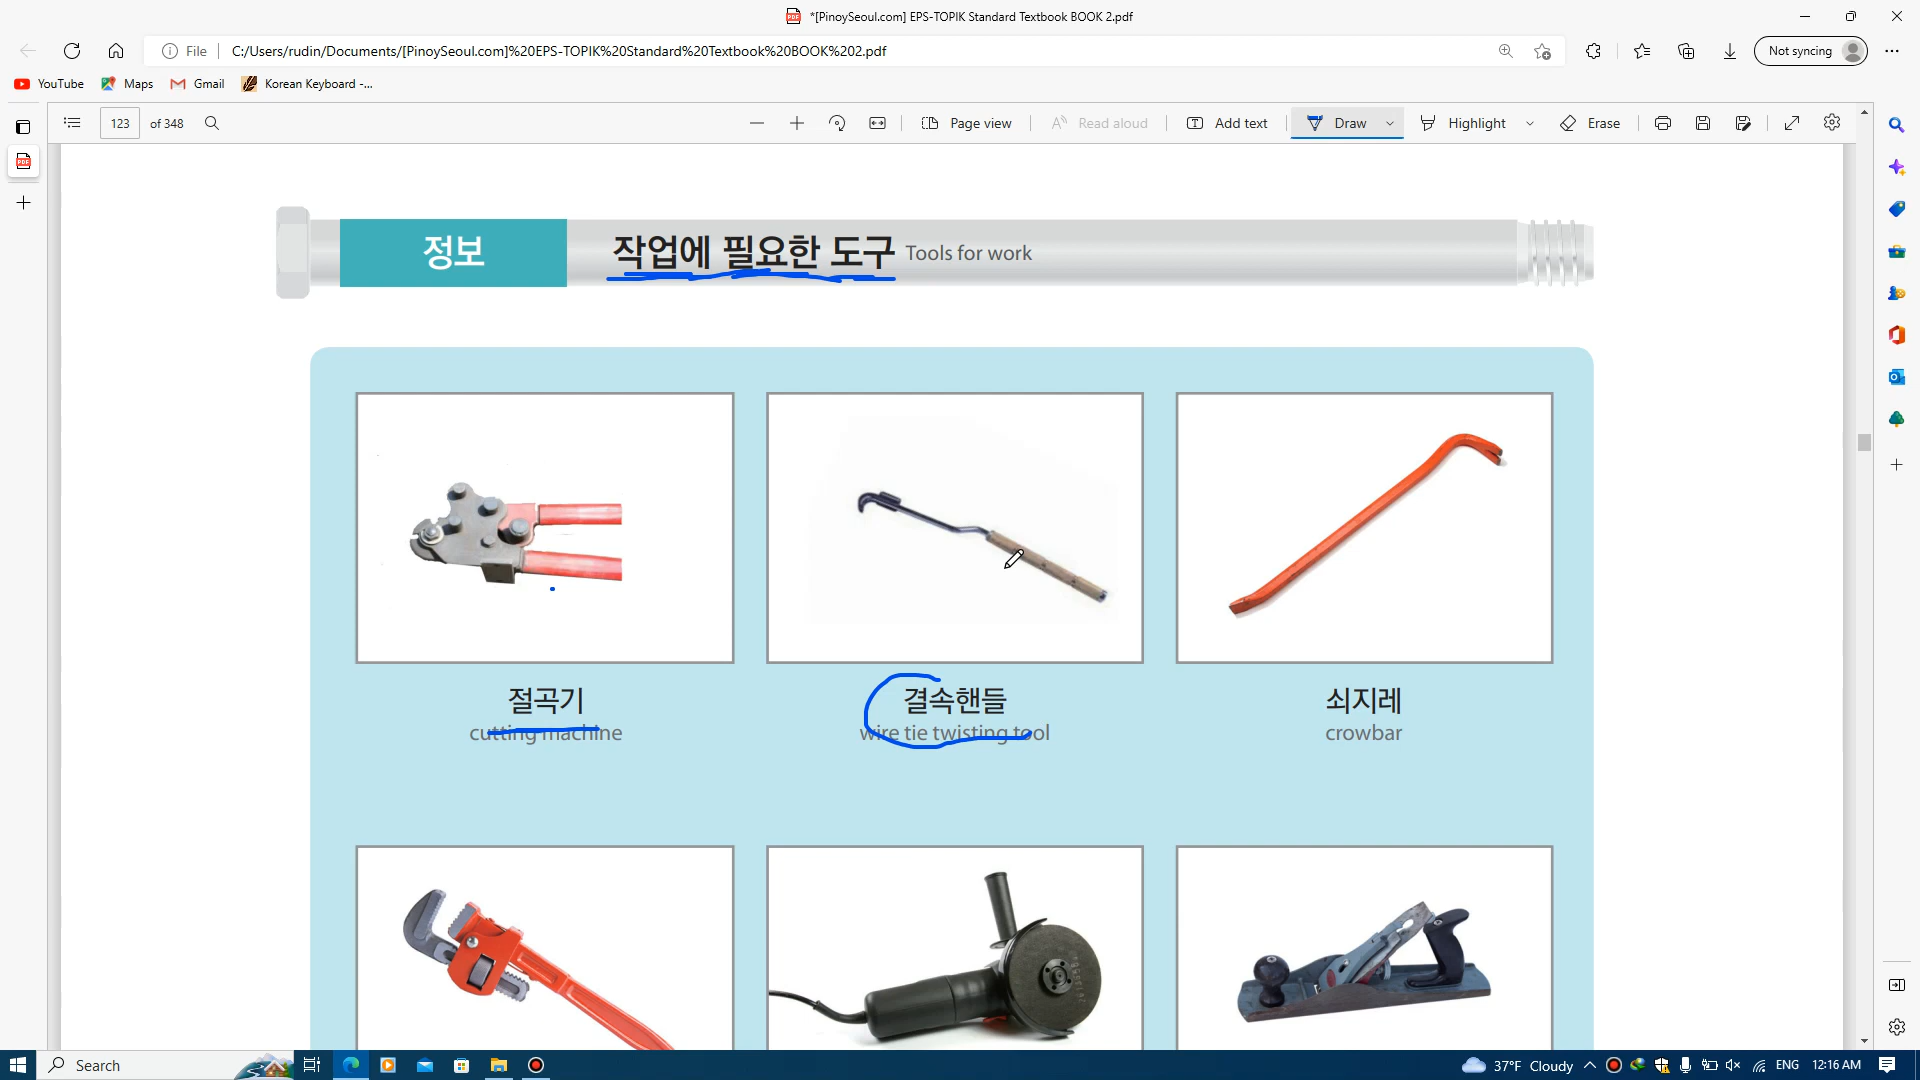 *[PinoySeoul.com] EPS-TOPIK Standard Textbook BOOK 2.pdf
File C:/Users/rudin/Documents/[PinoySeoul.com]%20EPS-TOPIK%20Standard%20Textbook%20BOOK%202.pdf Not syncing
YouTube Maps Gmail Korean Keyboard -...
123 of 348 Page view Read aloud Add text Draw Highlight Erase
정보 작업에 필요한 도구 Tools for work
절곡기 결속핸들 쇠지레
cutting machine wire tie twisting tool crowbar
Search 37°F Cloudy ENG 12:16 AM